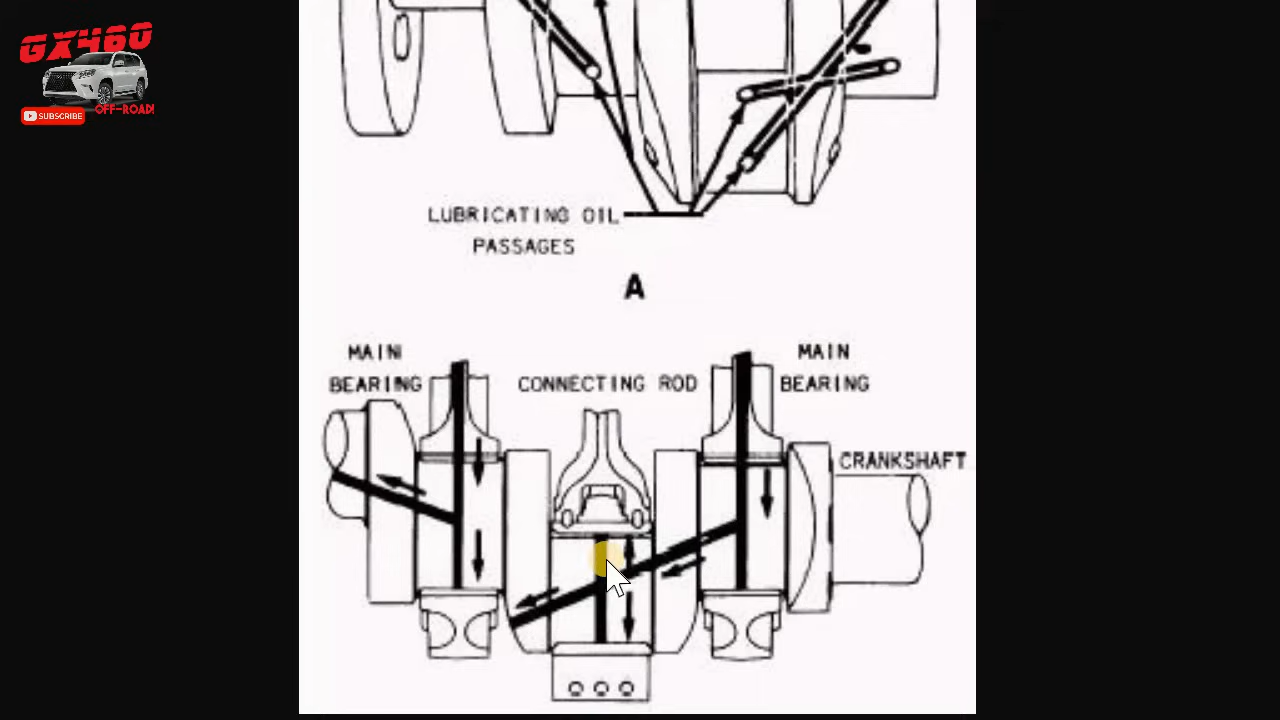 GX460
OFF-ROAD!
SUBSCRIBE
LUBRICATING OIL
PASSAGES
A
MAIN
BEARING
CONNECTING ROD
MAIN
BEARING
CRANKSHAFT